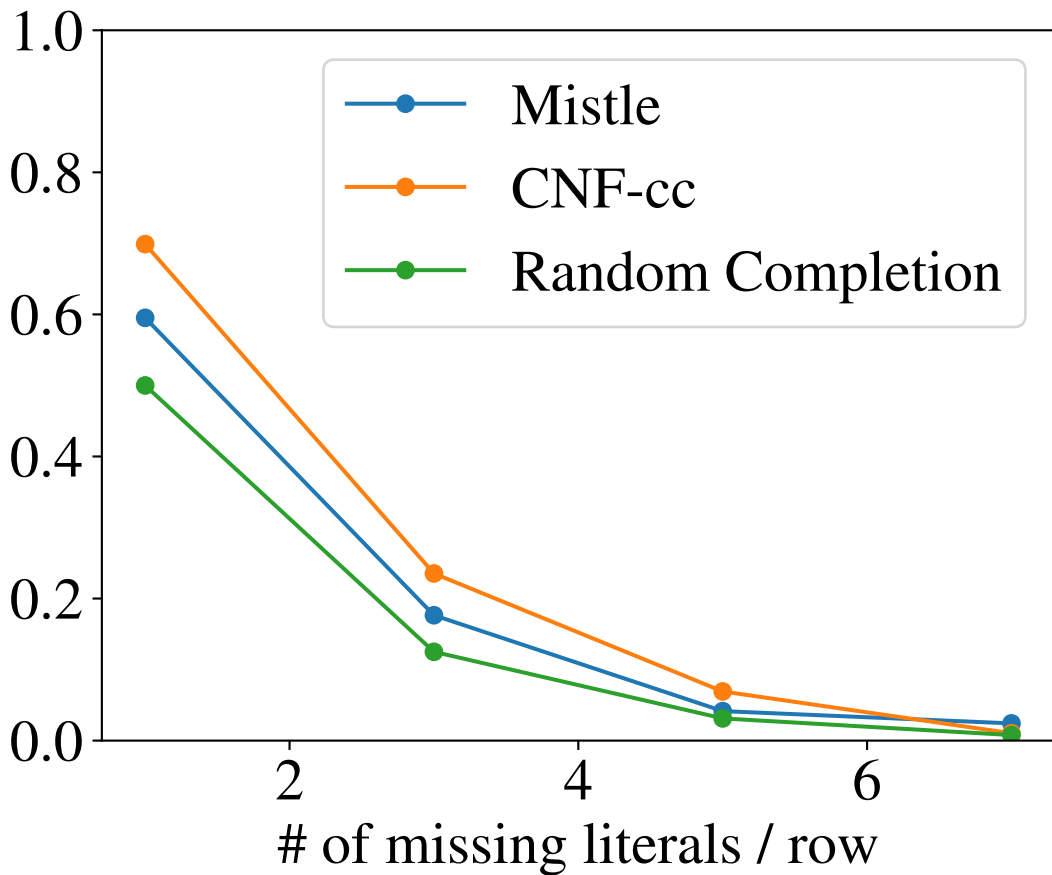 1.0
0.8
0.6
0.4
0.2
0.0
Mistle
CNF-cc
Random Completion
2 4 6
# of missing literals / row